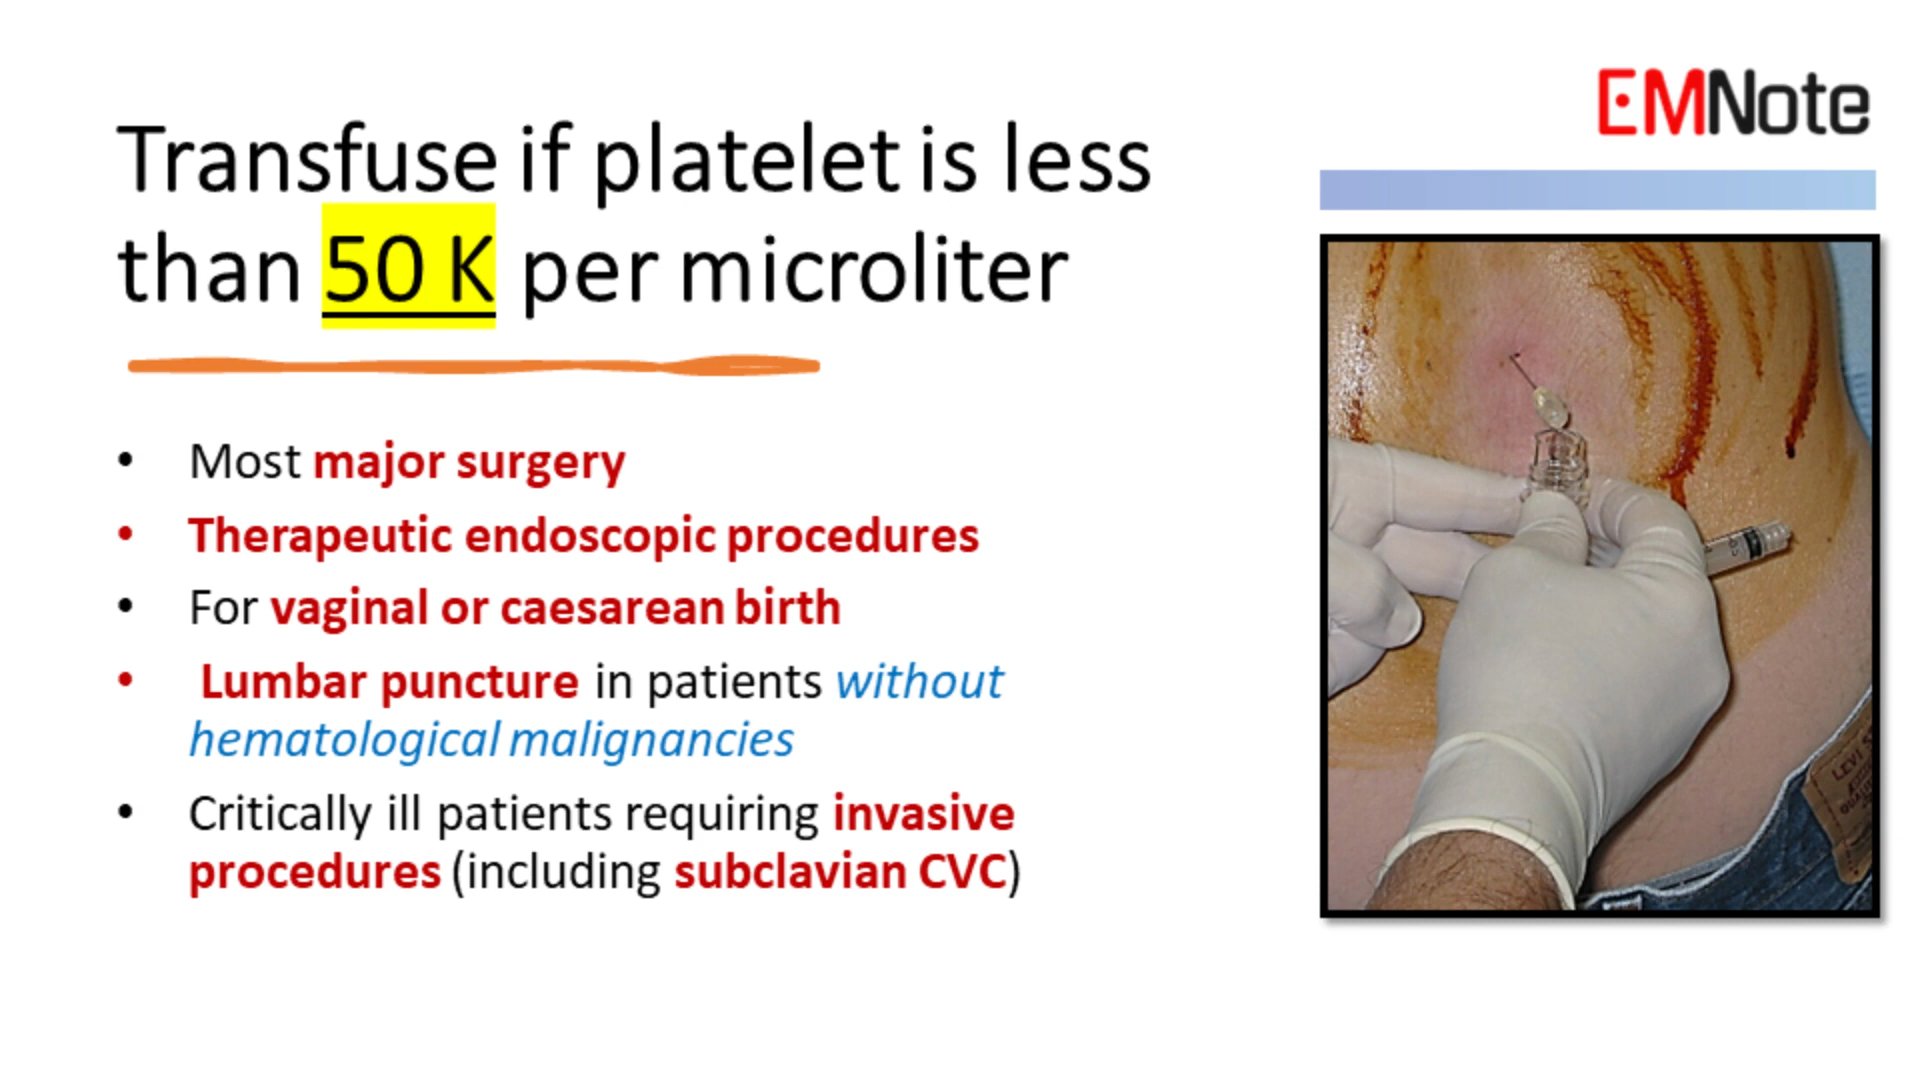 EMNote
Transfuse if platelet is less
than 50 K per microliter
• Most major surgery
• Therapeutic endoscopic procedures
• For vaginal or caesarean birth
• Lumbar puncture in patients without
hematological malignancies
• Critically ill patients requiring invasive
procedures (including subclavian CVC)
LEVI S